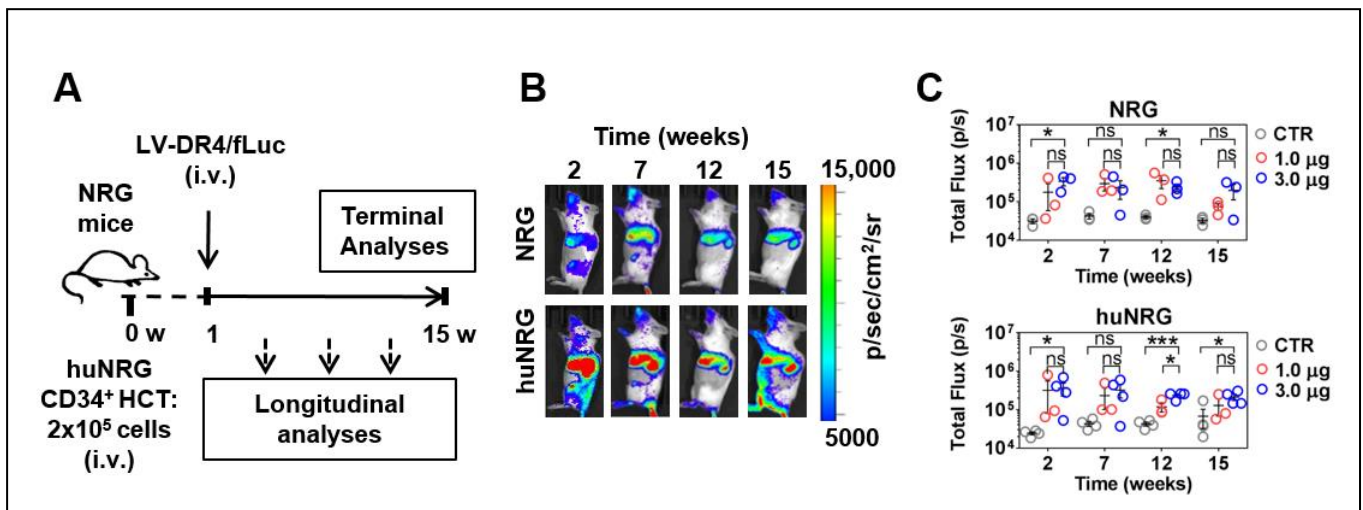 A
LV-DR4/fLuc
(i.v.)
NRG
mice
Terminal
Analyses
0 w
1
15 w
huNRG
CD34⁺ HCT:
2x10⁵ cells
(i.v.)
Longitudinal
analyses
B
Time (weeks)
2 7 12 15
NRG
huNRG
15,000
p/sec/cm²/sr
5000
C
NRG
Total Flux (p/s)
10⁷
10⁶
10⁵
10⁴
* ns * ns
ns ns ns ns
2 7 12 15
Time (weeks)
CTR
1.0 µg
3.0 µg
huNRG
Total Flux (p/s)
10⁷
10⁶
10⁵
10⁴
* ns *** *
ns ns * ns
2 7 12 15
Time (weeks)
CTR
1.0 µg
3.0 µg